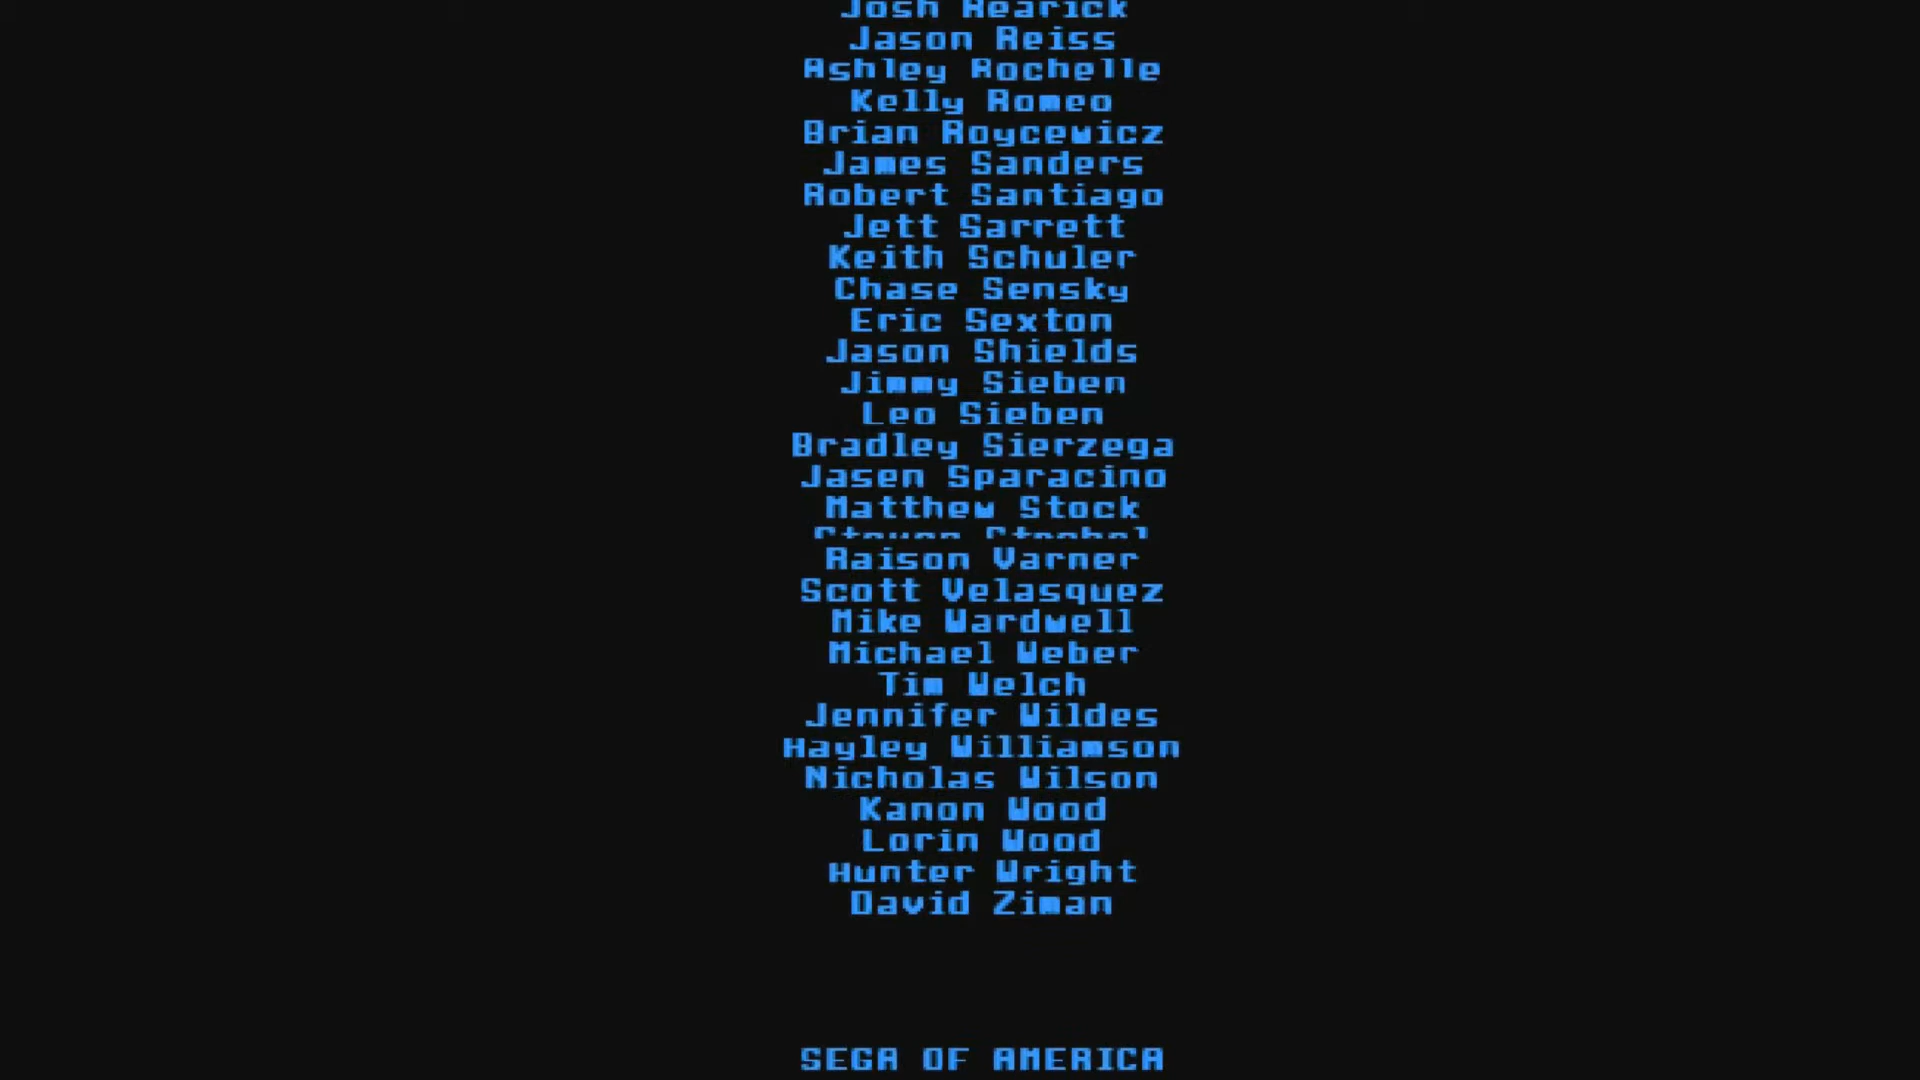 Josh Rearick
Jason Reiss
Ashley Rochelle
Kelly Romeo
Brian Roycewicz
James Sanders
Robert Santiago
Jett Sarrett
Keith Schuler
Chase Sensky
Eric Sexton
Jason Shields
Jimmy Sieben
Leo Sieben
Bradley Sierzega
Jasen Sparacino
Matthew Stock
Raison Varner
Scott Velasquez
Mike Wardwell
Michael Weber
Tim Welch
Jennifer Wildes
Hayley Williamson
Nicholas Wilson
Kanon Wood
Lorin Wood
Hunter Wright
David Ziman
SEGA OF AMERICA